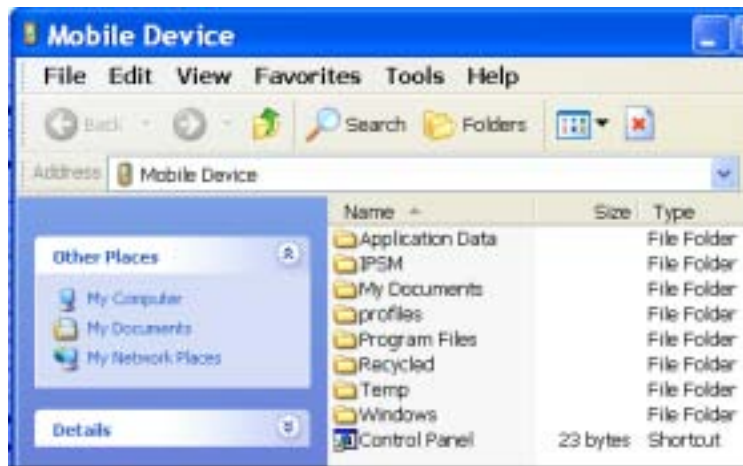 Mobile Device
File Edit View Favorites Tools Help
Back Search Folders
Address Mobile Device
Name Size Type
Other Places
My Computer
My Documents
My Network Places
Details
Application Data File Folder
IPSM File Folder
My Documents File Folder
profiles File Folder
Program Files File Folder
Recycled File Folder
Temp File Folder
Windows File Folder
Control Panel 23 bytes Shortcut